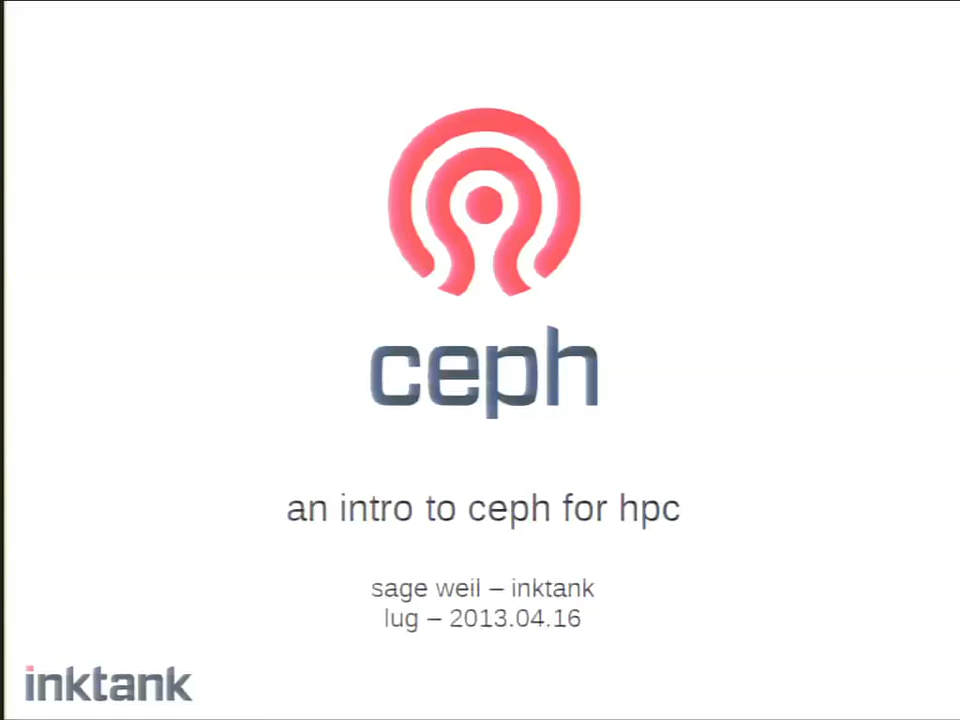 ceph
an intro to ceph for hpc
sage weil – inktank
lug – 2013.04.16
inktank